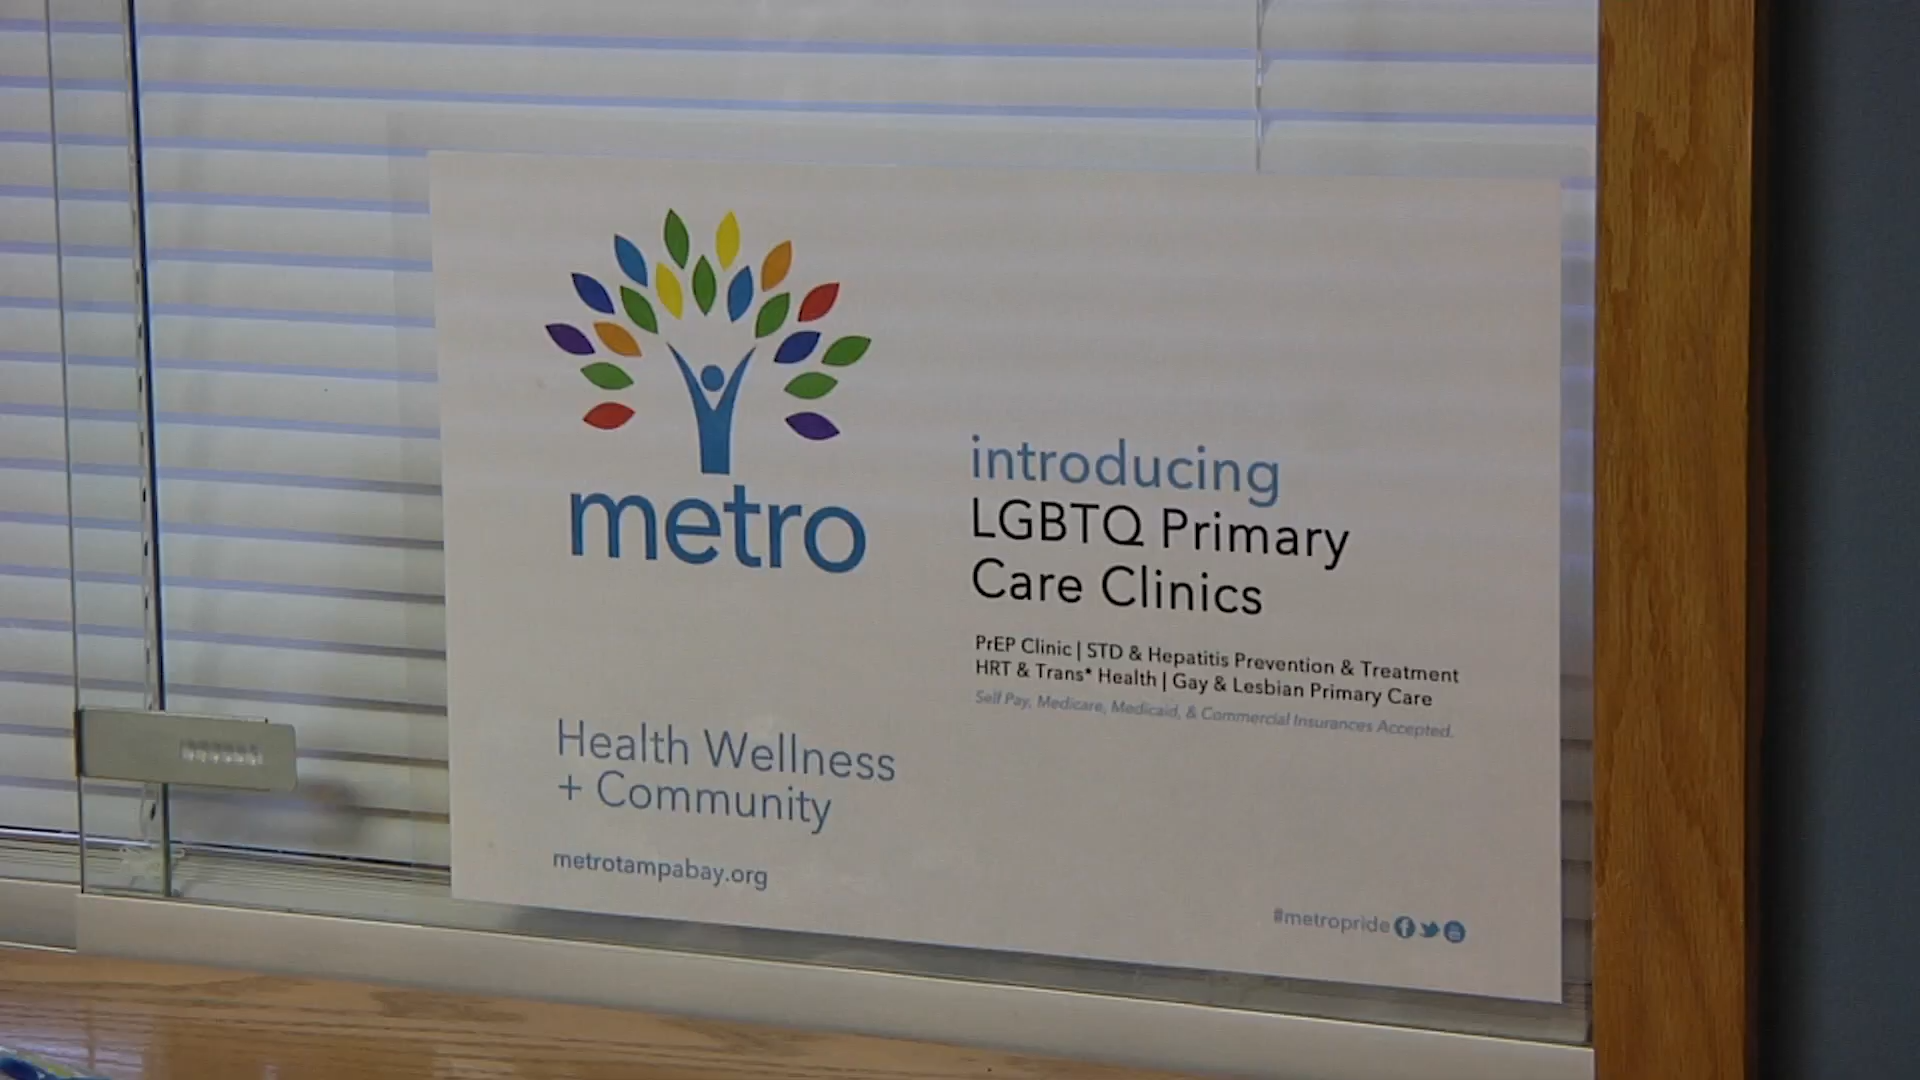 metro
introducing
LGBTQ Primary
Care Clinics
PrEP Clinic | STD & Hepatitis Prevention & Treatment
HRT & Trans* Health | Gay & Lesbian Primary Care
Self Pay, Medicare, Medicaid, & Commercial Insurances Accepted.
Health Wellness
+ Community
metrotampabay.org
#metropride